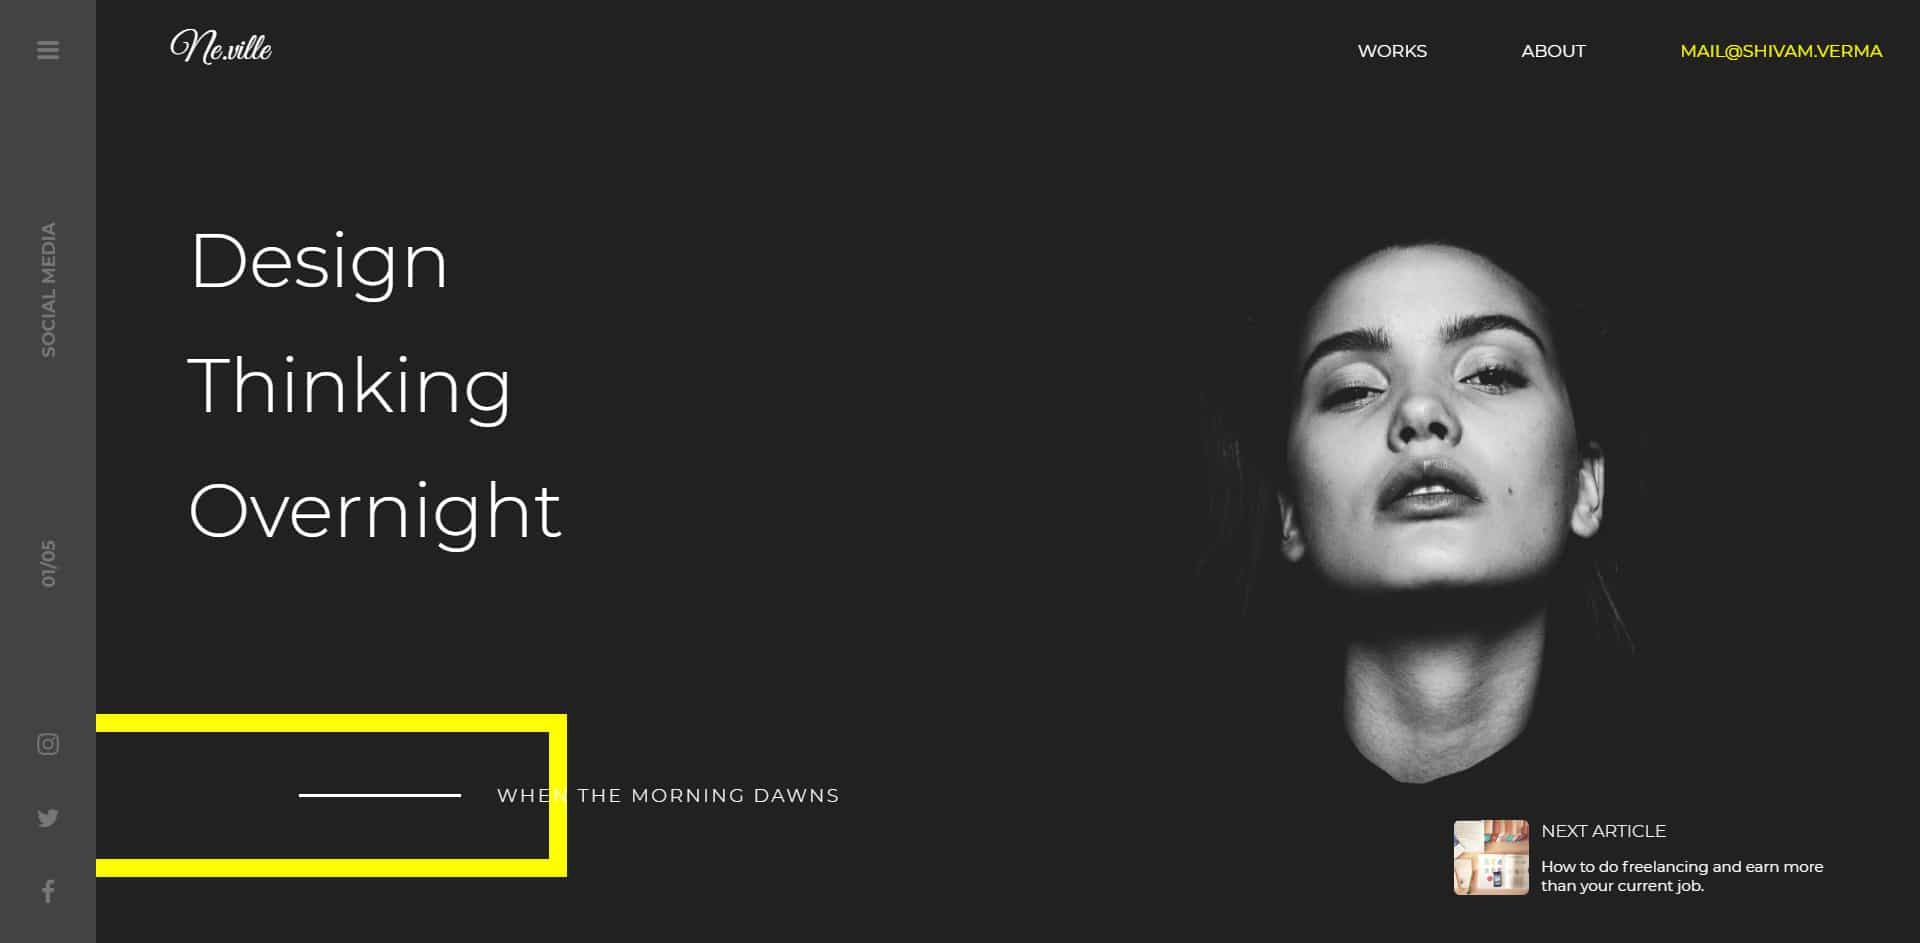 Ne.ville
WORKS
ABOUT
MAIL@SHIVAM.VERMA
SOCIAL MEDIA
01/05
Design
Thinking
Overnight
WHEN THE MORNING DAWNS
NEXT ARTICLE
How to do freelancing and earn more
than your current job.